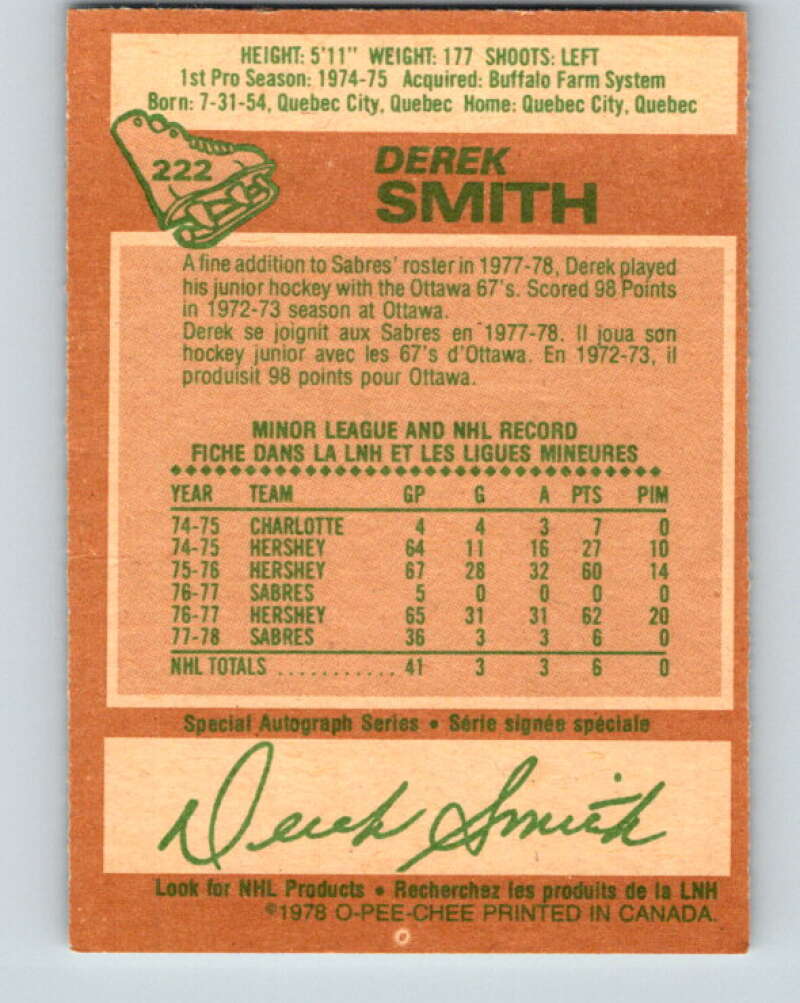 HEIGHT: 5'11" WEIGHT: 177 SHOOTS: LEFT
1st Pro Season: 1974-75 Acquired: Buffalo Farm System
Born: 7-31-54, Quebec City, Quebec Home: Quebec City, Quebec
222
DEREK
SMITH
A fine addition to Sabres' roster in 1977-78, Derek played
his junior hockey with the Ottawa 67's. Scored 98 Points
in 1972-73 season at Ottawa.
Derek se joignit aux Sabres en 1977-78. Il joua son
hockey junior avec les 67's d'Ottawa. En 1972-73, il
produisit 98 points pour Ottawa.
MINOR LEAGUE AND NHL RECORD
FICHE DANS LA LNH ET LES LIGUES MINEURES
YEAR TEAM GP G A PTS PIM
74-75 CHARLOTTE 4 4 3 7 0
74-75 HERSHEY 64 11 16 27 10
75-76 HERSHEY 67 28 32 60 14
76-77 SABRES 5 0 0 0 0
76-77 HERSHEY 65 31 31 62 20
77-78 SABRES 36 3 3 6 0
NHL TOTALS ........... 41 3 3 6 0
Special Autograph Series • Série signée spéciale
Derek Smith
Look for NHL Products • Recherchez les produits de la LNH
©1978 O-PEE-CHEE PRINTED IN CANADA.